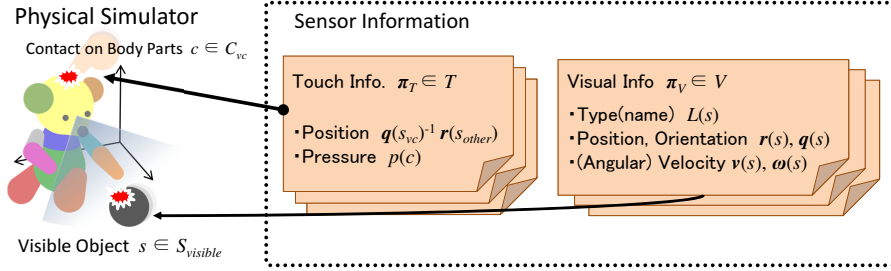 Physical Simulator
Contact on Body Parts c ∈ C_vc
Visible Object s ∈ S_visible
Sensor Information
Touch Info. π_T ∈ T
・Position q(s_vc)^-1 r(s_other)
・Pressure p(c)
Visual Info π_V ∈ V
・Type(name) L(s)
・Position, Orientation r(s), q(s)
・(Angular) Velocity v(s), ω(s)